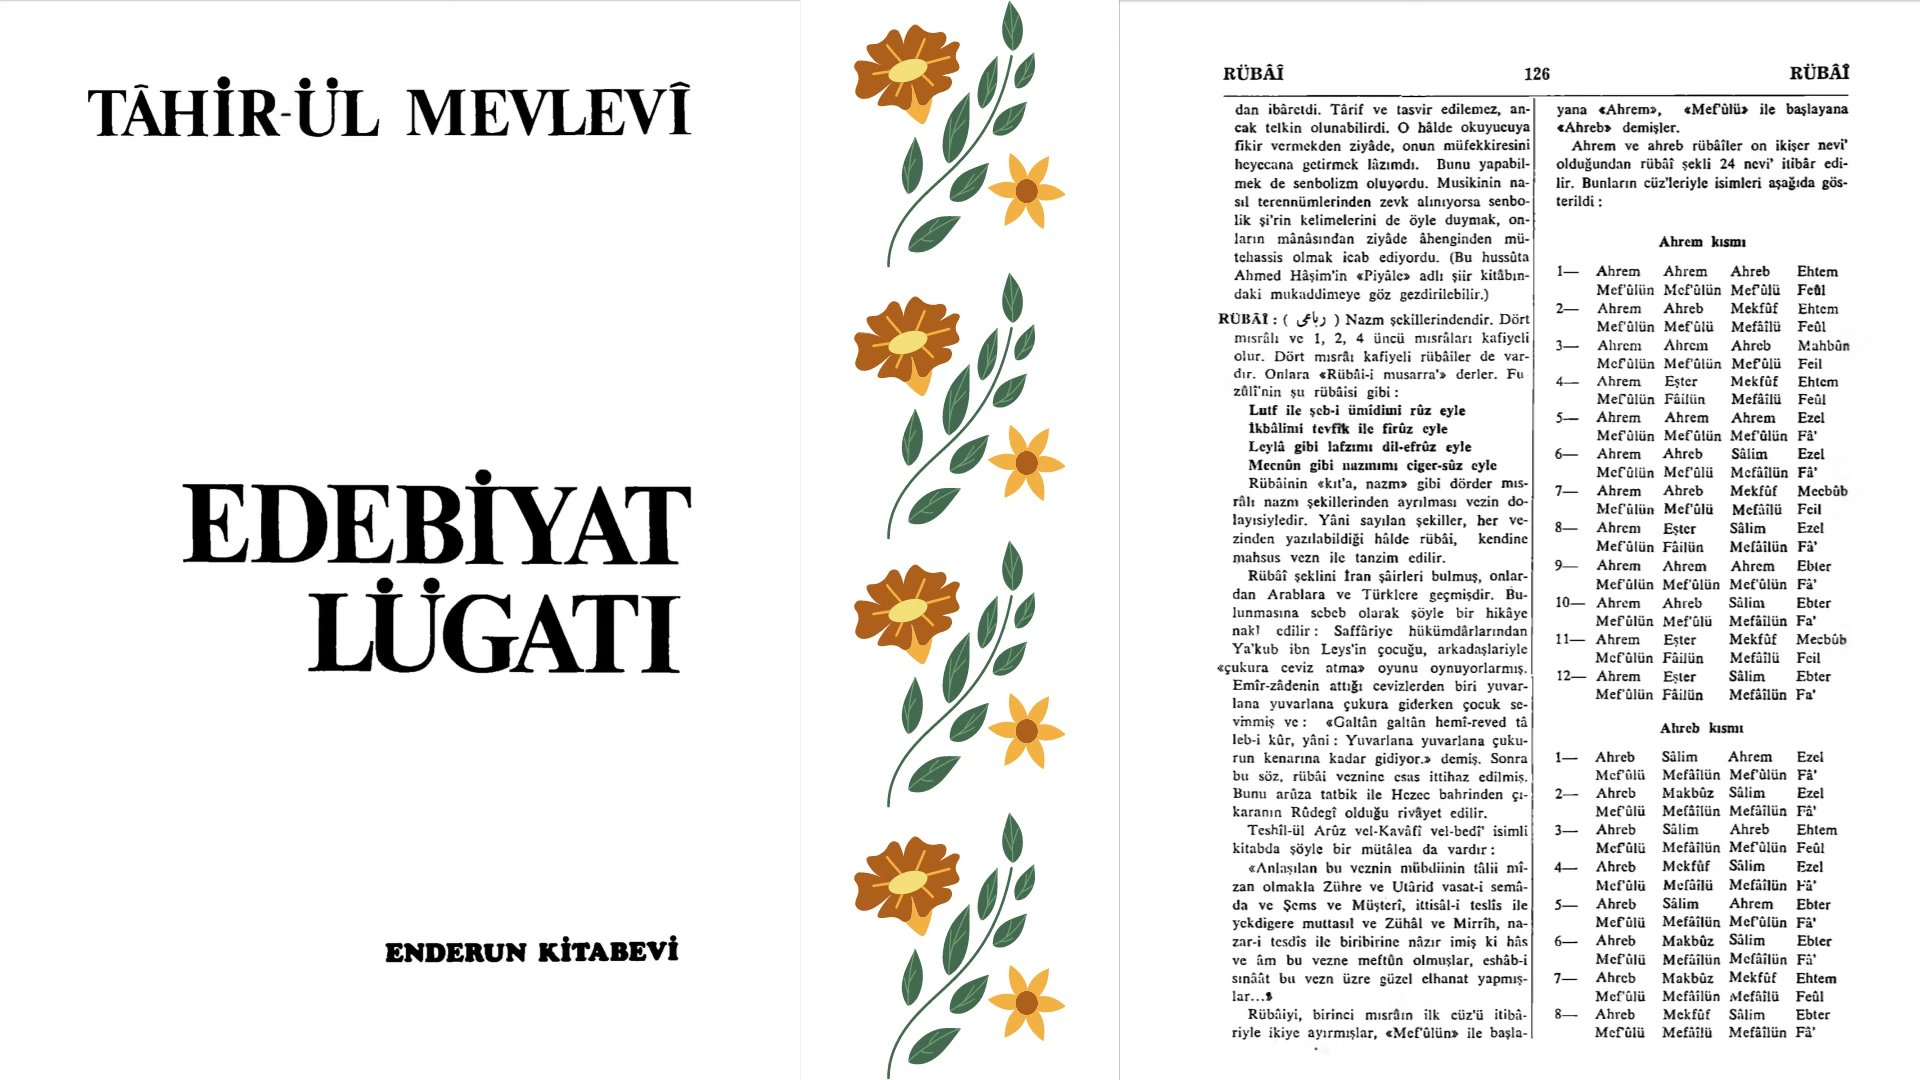 TÂHİR-ÜL MEVLEVÎ
EDEBİYAT
LÜGATI
ENDERUN KİTABEVİ
RÜBÂÎ 126 RÜBÂÎ
dan ibâretdi. Târif ve tasvir edilemez, an-
cak telkin olunabilirdi. O hâlde okuyucuya
fikir vermekden ziyâde, onun müfekkiresini
heyecana getirmek lâzımdı. Bunu yapabil-
mek de senbolizm oluyordu. Musikinin na-
sıl terennümlerinden zevk alınıyorsa senbo-
lik şi'rin kelimelerini de öyle duymak, on-
ların mânâsından ziyâde âhenginden mü-
tehassis olmak icab ediyordu. (Bu hussûta
Ahmed Hâşim'in «Piyâle» adlı şiir kitâbın-
daki mukaddimeye göz gezdirilebilir.)
RÜBÂÎ : ( رباعی ) Nazm şekillerindendir. Dört
mısrâlı ve 1, 2, 4 üncü mısrâları kafiyeli
olur. Dört mısrâı kafiyeli rübâiler de var-
dır. Onlara «Rübâi-i musarra'» derler. Fu
zûlî'nin şu rübâisi gibi :
Lutf ile şeb-i ümîdimi rûz eyle
İkbâlimi tevfîk ile fîrûz eyle
Leylâ gibi lafzımı dil-efrûz eyle
Mecnûn gibi nazmımı ciger-sûz eyle
Rübâinin «kıt'a, nazm» gibi dörder mıs-
râlı nazm şekillerinden ayrılması vezin do-
layısiyledir. Yâni sayılan şekiller, her ve-
zinden yazılabildiği hâlde rübâi, kendine
mahsus vezn ile tanzim edilir.
Rübâî şeklini İran şâirleri bulmuş, onlar-
dan Arablara ve Türklere geçmişdir. Bu-
lunmasına sebeb olarak şöyle bir hikâye
nakl edilir : Saffâriye hükümdârlarından
Ya'kub ibn Leys'in çocuğu, arkadaşlariyle
«çukura ceviz atma» oyunu oynuyorlarmış.
Emîr-zâdenin attığı cevizlerden biri yuvar-
lana yuvarlana çukura giderken çocuk se-
vinmiş ve : «Galtân galtân hemî-reved tâ
leb-i kûr, yâni : Yuvarlana yuvarlana çuku-
run kenarına kadar gidiyor.» demiş. Sonra
bu söz, rübâi veznine esas ittihaz edilmiş.
Bunu arûza tatbik ile Hezec bahrinden çı-
karanın Rûdegî olduğu rivâyet edilir.
Teshîl-ül Arûz vel-Kavâfî vel-bedî' isimli
kitabda şöyle bir mütâlea da vardır :
«Anlaşılan bu veznin mübdiinin tâlii mî-
zan olmakla Zühre ve Utârid vasat-i semâ-
da ve Şems ve Müşterî, ittisâl-i teslîs ile
yekdigere muttasıl ve Zühâl ve Mirrîh, na-
zar-i tesdîs ile biribirine nâzır imiş ki hâs
ve âm bu vezne meftûn olmuşlar, eshâb-i
sınâât bu vezn üzre güzel elhanat yapmış-
lar...»
Rübâiyi, birinci mısrâın ilk cüz'ü itibâ-
riyle ikiye ayırmışlar, «Mef'ûlün» ile başla-
yana «Ahrem», «Mef'ûlü» ile başlayana
«Ahreb» demişler.
Ahrem ve ahreb rübâîler on ikişer nevi'
olduğundan rübâî şekli 24 nevi' itibâr edi-
lir. Bunların cüz'leriyle isimleri aşağıda gös-
terildi :
Ahrem kısmı
1— Ahrem Ahrem Ahreb Ehtem
Mef'ûlün Mef'ûlün Mef'ûlü Feûl
2— Ahrem Ahreb Mekfûf Ehtem
Mef'ûlün Mef'ûlü Mefâîlü Feûl
3— Ahrem Ahrem Ahreb Mahbûn
Mef'ûlün Mef'ûlün Mef'ûlü Feil
4— Ahrem Eşter Mekfûf Ehtem
Mef'ûlün Fâilün Mefâîlü Feûl
5— Ahrem Ahrem Ahrem Ezel
Mef'ûlün Mef'ûlün Mef'ûlün Fâ'
6— Ahrem Ahreb Sâlim Ezel
Mef'ûlün Mef'ûlü Mefâîlün Fâ'
7— Ahrem Ahreb Mekfûf Mecbûb
Mef'ûlün Mef'ûlü Mefâîlü Feil
8— Ahrem Eşter Sâlim Ezel
Mef'ûlün Fâilün Mefâîlün Fâ'
9— Ahrem Ahrem Ahrem Ebter
Mef'ûlün Mef'ûlün Mef'ûlün Fâ'
10— Ahrem Ahreb Sâlim Ebter
Mef'ûlün Mef'ûlü Mefâîlün Fa'
11— Ahrem Eşter Mekfûf Mecbûb
Mef'ûlün Fâilün Mefâîlü Feil
12— Ahrem Eşter Sâlim Ebter
Mef'ûlün Fâilün Mefâîlün Fa'
Ahreb kısmı
1— Ahreb Sâlim Ahrem Ezel
Mef'ûlü Mefâîlün Mef'ûlün Fâ'
2— Ahreb Makbûz Sâlim Ezel
Mef'ûlü Mefâîlün Mefâîlün Fâ'
3— Ahreb Sâlim Ahreb Ehtem
Mef'ûlü Mefâîlün Mef'ûlün Feûl
4— Ahreb Mekfûf Sâlim Ezel
Mef'ûlü Mefâîlü Mefâîlün Fâ'
5— Ahreb Sâlim Ahrem Ebter
Mef'ûlü Mefâîlün Mef'ûlün Fâ'
6— Ahreb Makbûz Sâlim Ebter
Mef'ûlü Mefâîlün Mefâîlün Fâ'
7— Ahreb Makbûz Mekfûf Ehtem
Mef'ûlü Mefâîlün Mefâîlü Feûl
8— Ahreb Mekfûf Sâlim Ebter
Mef'ûlü Mefâîlü Mefâîlün Fâ'